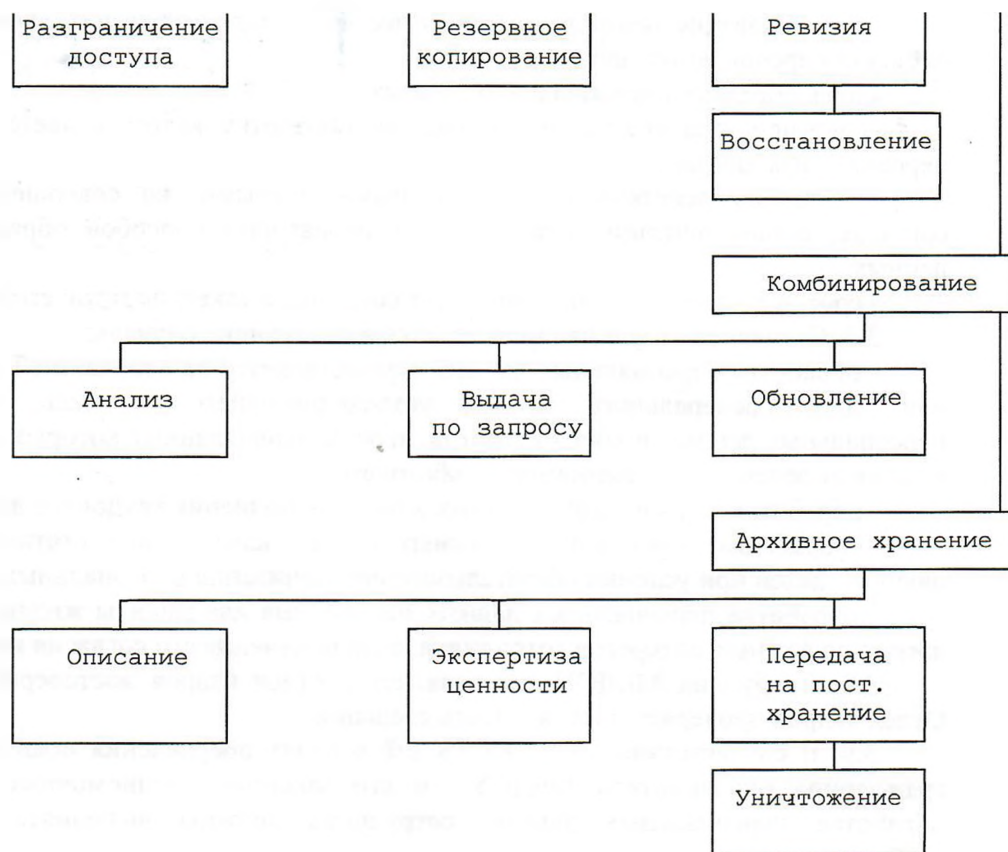 Разграничение
доступа
Резервное
копирование
Ревизия
Восстановление
Комбинирование
Анализ
Выдача
по запросу
Обновление
Архивное хранение
Описание
Экспертиза
ценности
Передача
на пост.
хранение
Уничтожение